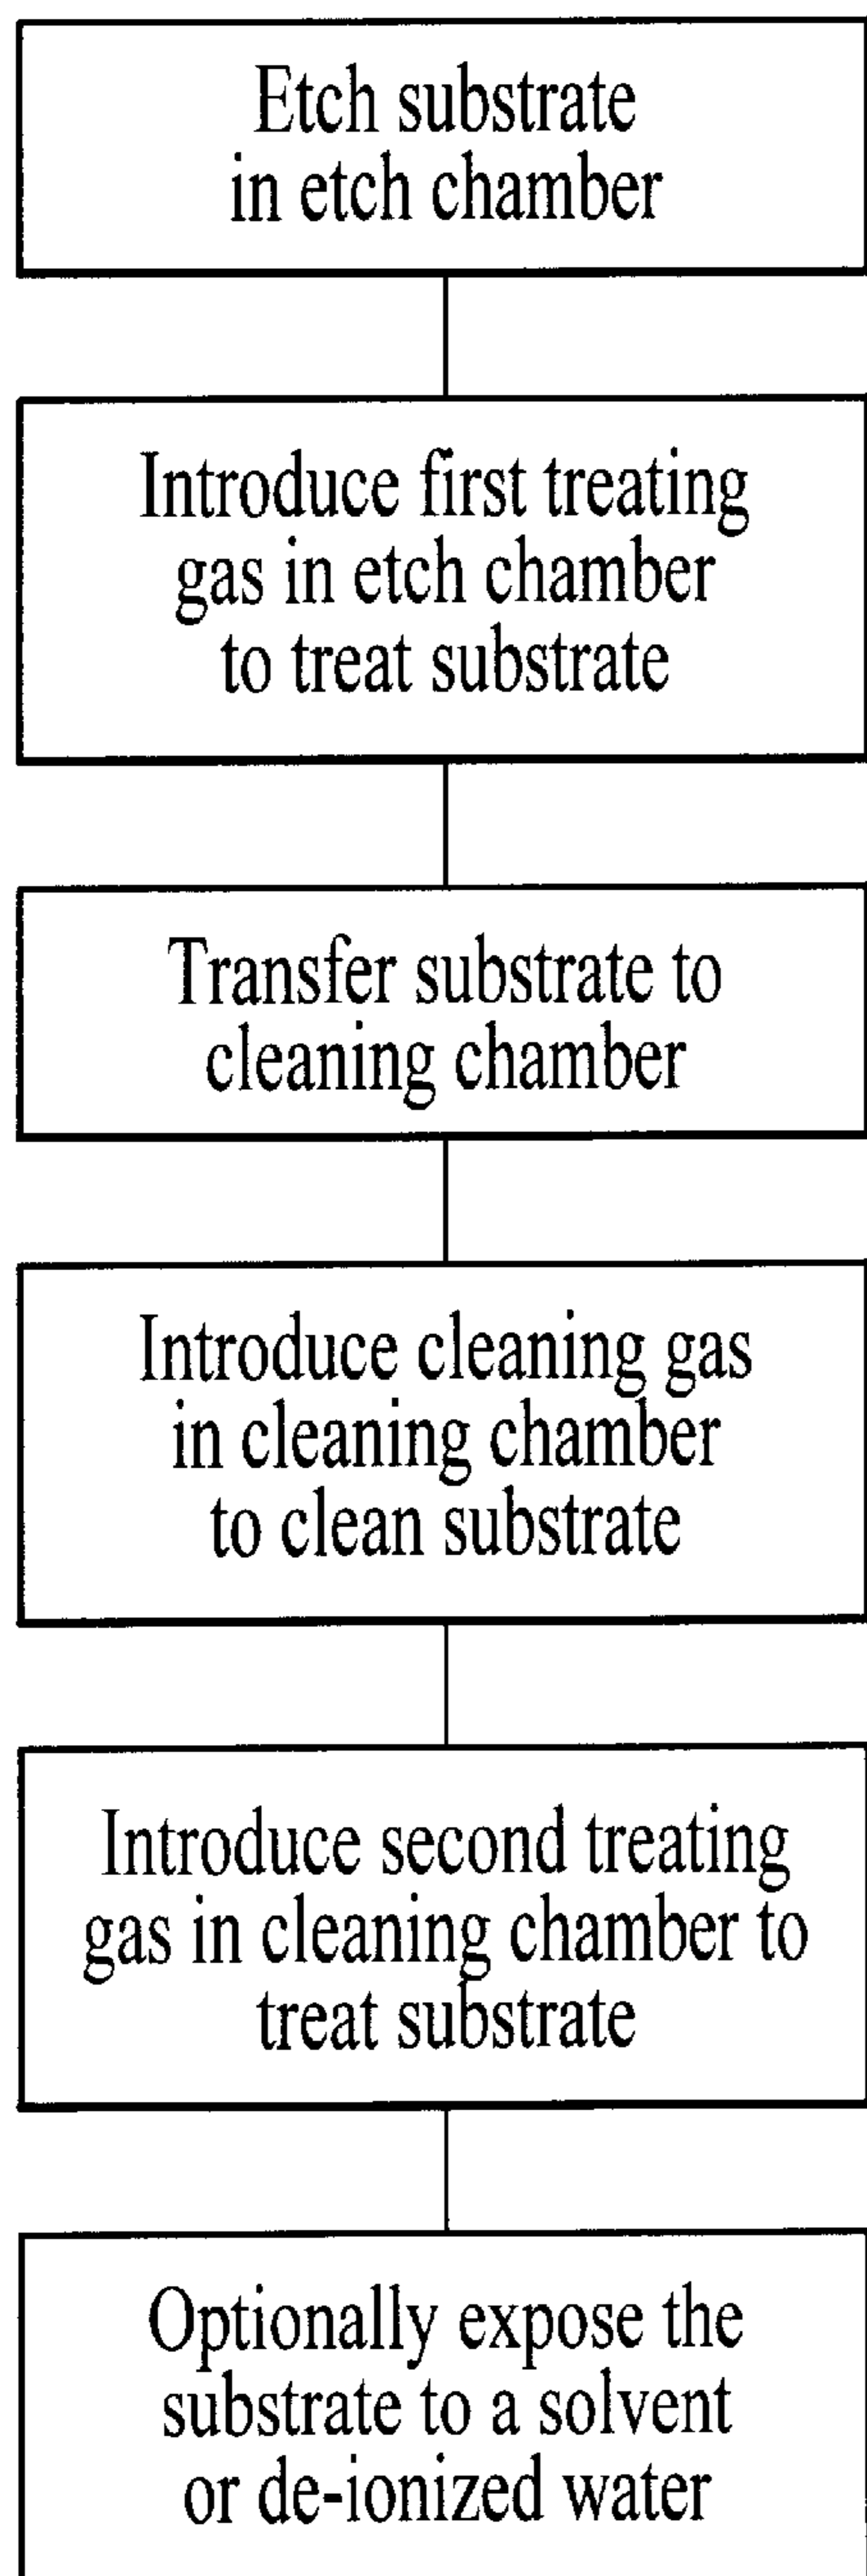 Etch substrate
in etch chamber
Introduce first treating
gas in etch chamber
to treat substrate
Transfer substrate to
cleaning chamber
Introduce cleaning gas
in cleaning chamber
to clean substrate
Introduce second treating
gas in cleaning chamber to
treat substrate
Optionally expose the
substrate to a solvent
or de-ionized water